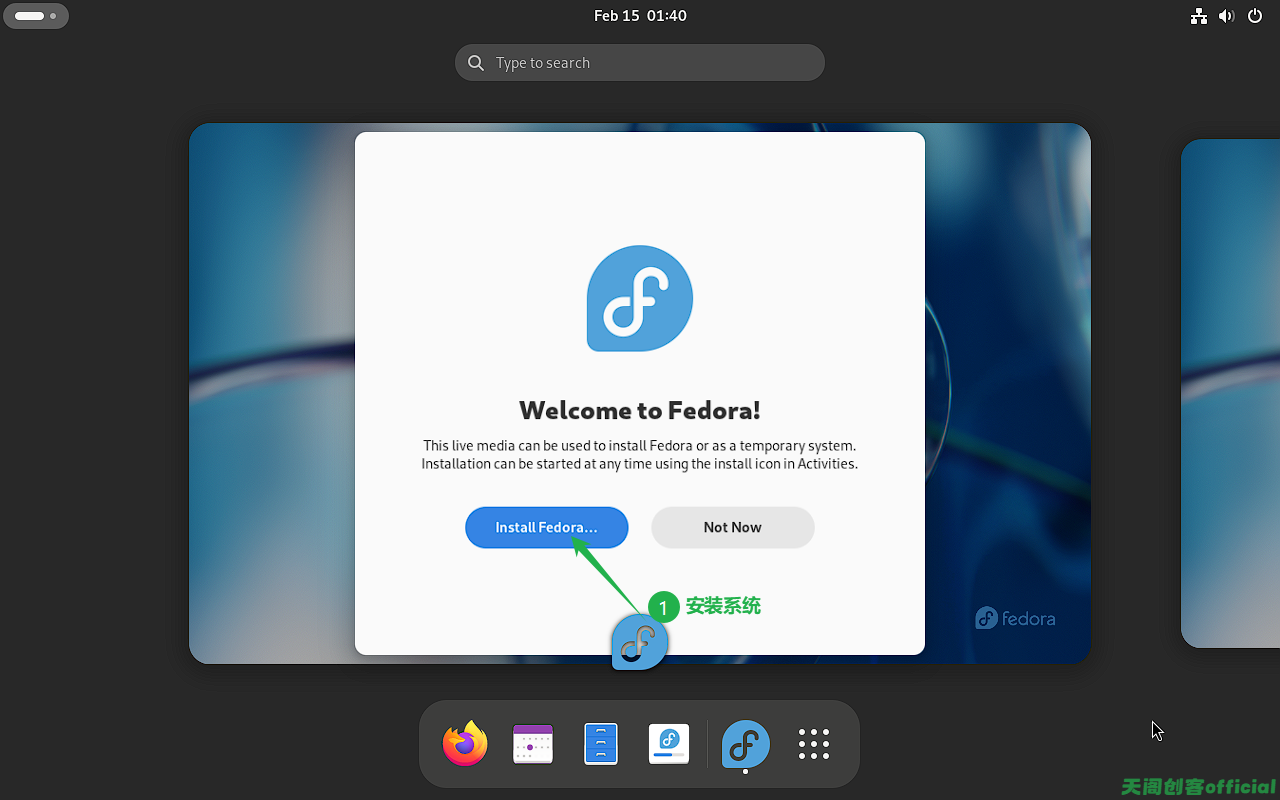 Feb 15 01:40
Type to search
Welcome to Fedora!
This live media can be used to install Fedora or as a temporary system.
Installation can be started at any time using the install icon in Activities.
Install Fedora...
Not Now
1 安装系统
fedora
天阁创客official